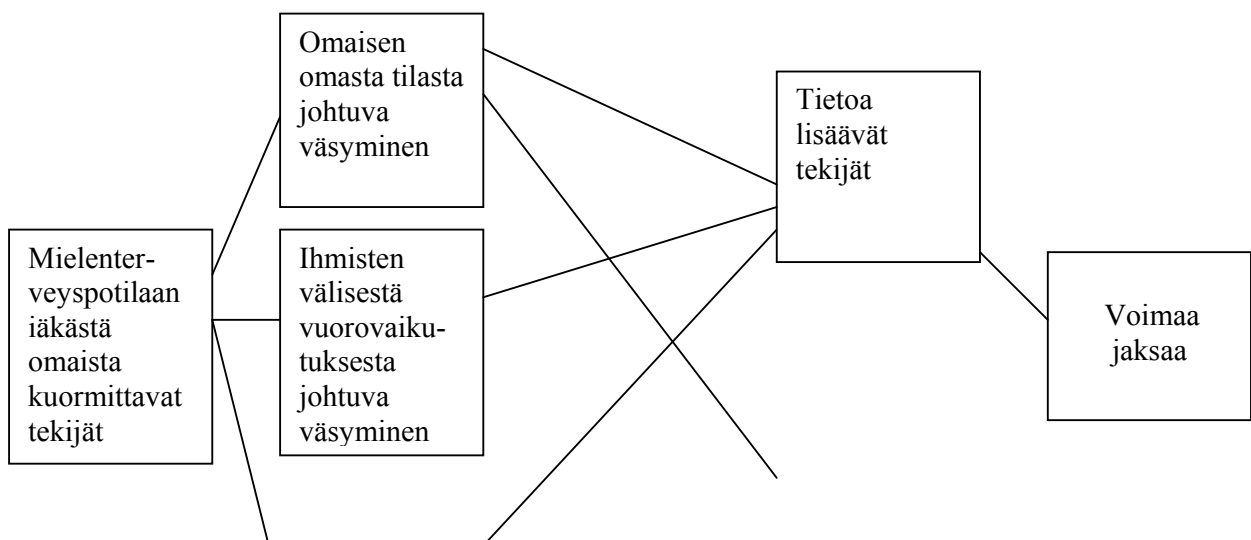 Omaisen
omasta tilasta
johtuva
väsyminen
Tietoa
lisäävät
tekijät
Mielenter-
veyspotilaan
iäkästä
omaista
kuormittavat
tekijät
Ihmisten
välisestä
vuorovaiku-
tuksesta
johtuva
väsyminen
Voimaa
jaksaa